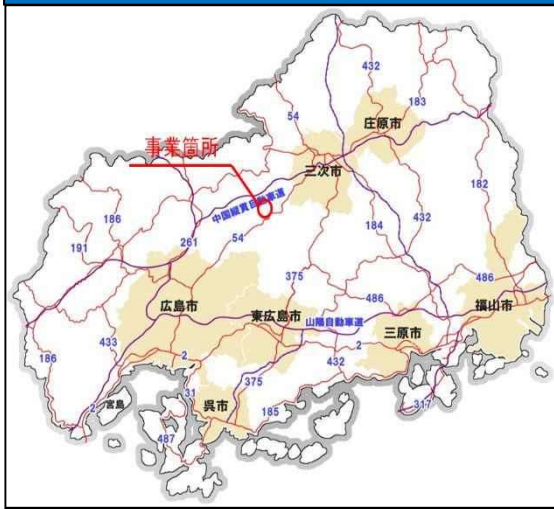 432
183
庄原市
54
事業箇所
三次市
182
中国縦貫自動車道
186
191
261
54
184
432
375
486
広島市
東広島市
486
福山市
山陽自動車道
三原市
186
433
2
2
432
31
375
呉市
185
宮島
2
317
487